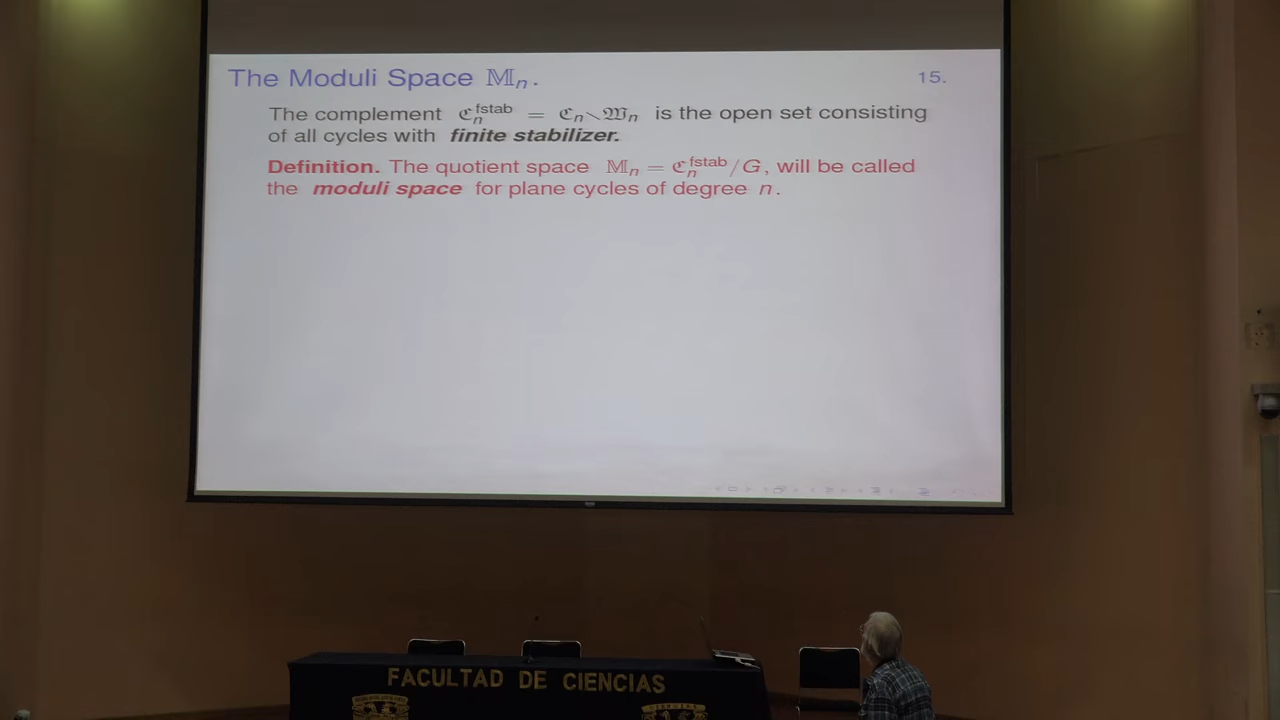 The Moduli Space 𝕄ₙ. 15.
The complement ℭₙ^fstab = ℭₙ∖𝔚ₙ is the open set consisting
of all cycles with finite stabilizer.
Definition. The quotient space 𝕄ₙ = ℭₙ^fstab/G, will be called
the moduli space for plane cycles of degree n.
FACULTAD DE CIENCIAS